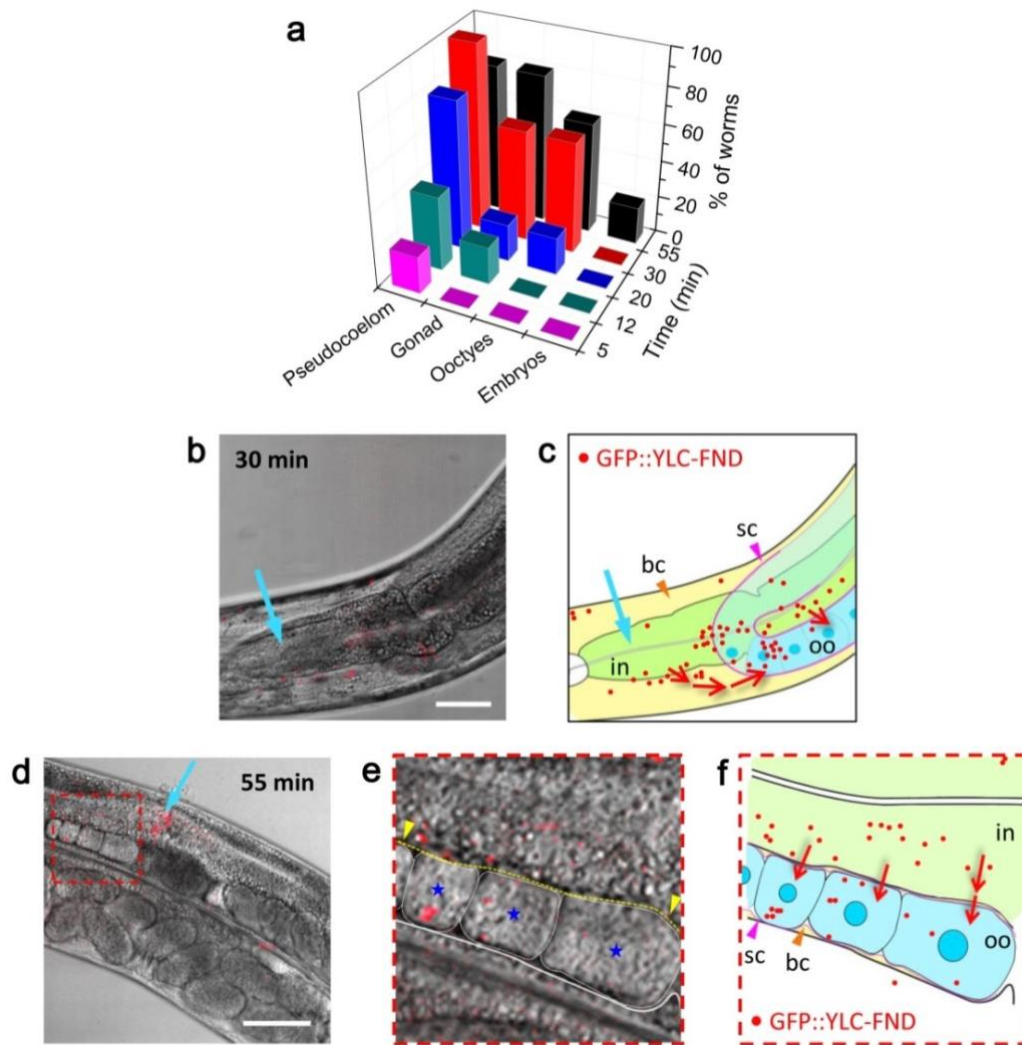 a
100
80
60
40
20
0
% of worms
55
30
20
12
5
Time (min)
Pseudocoelom
Gonad
Ooctyes
Embryos
b
30 min
c
GFP::YLC-FND
sc
bc
in
oo
d
55 min
e
f
in
oo
sc
bc
GFP::YLC-FND